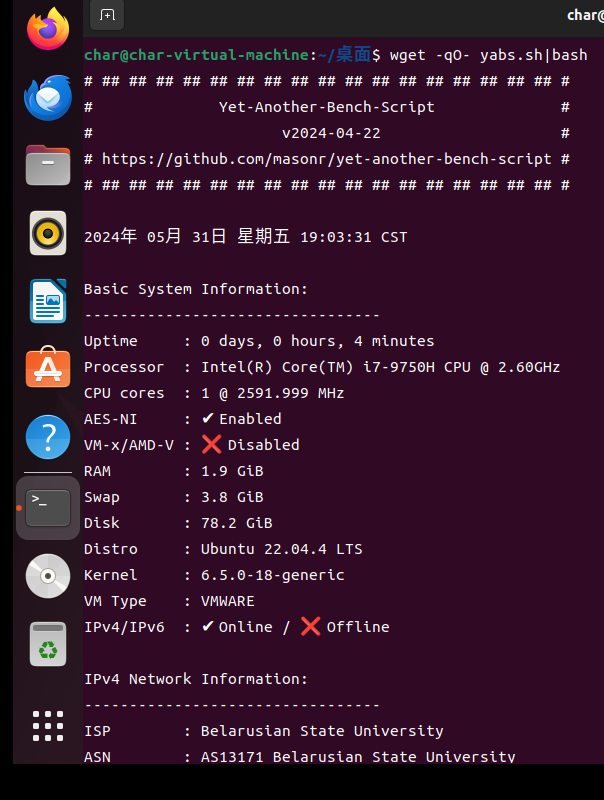 char@
char@char-virtual-machine:~/桌面$ wget -qO- yabs.sh|bash
# ## ## ## ## ## ## ## ## ## ## ## ## ## ## ## ## ## #
#              Yet-Another-Bench-Script              #
#                     v2024-04-22                    #
# https://github.com/masonr/yet-another-bench-script #
# ## ## ## ## ## ## ## ## ## ## ## ## ## ## ## ## ## #
2024年 05月 31日 星期五 19:03:31 CST
Basic System Information:
---------------------------------
Uptime     : 0 days, 0 hours, 4 minutes
Processor  : Intel(R) Core(TM) i7-9750H CPU @ 2.60GHz
CPU cores  : 1 @ 2591.999 MHz
AES-NI     : ✔ Enabled
VM-x/AMD-V : ❌ Disabled
RAM        : 1.9 GiB
Swap       : 3.8 GiB
Disk       : 78.2 GiB
Distro     : Ubuntu 22.04.4 LTS
Kernel     : 6.5.0-18-generic
VM Type    : VMWARE
IPv4/IPv6  : ✔ Online / ❌ Offline
IPv4 Network Information:
---------------------------------
ISP        : Belarusian State University
ASN        : AS13171 Belarusian State University